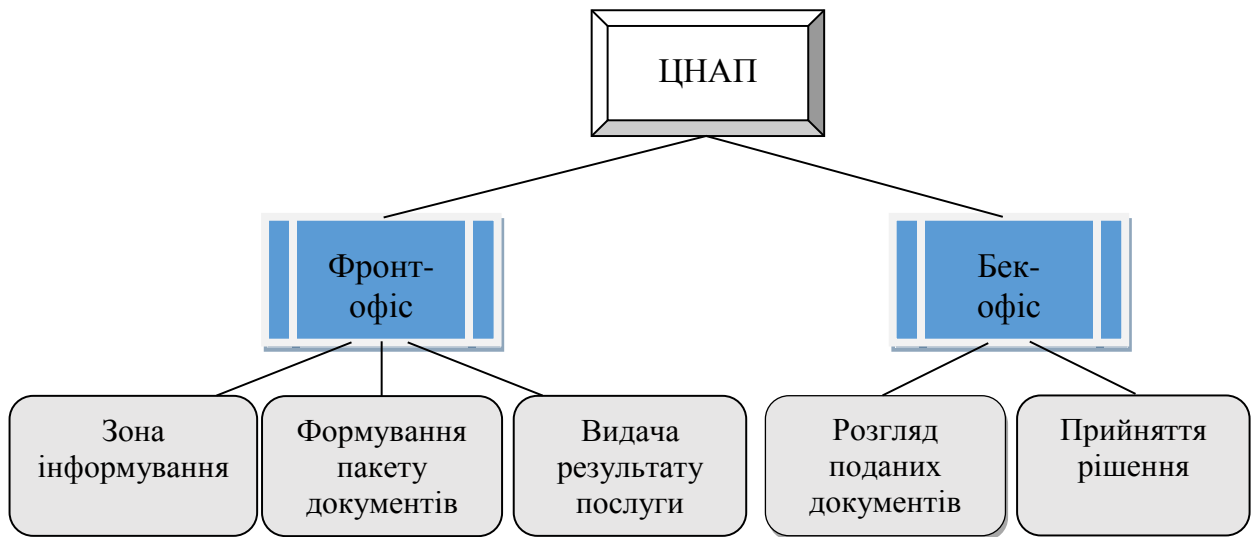 ЦНАП
Фронт-
офіс
Бек-
офіс
Зона
інформування
Формування
пакету
документів
Видача
результату
послуги
Розгляд
поданих
документів
Прийняття
рішення